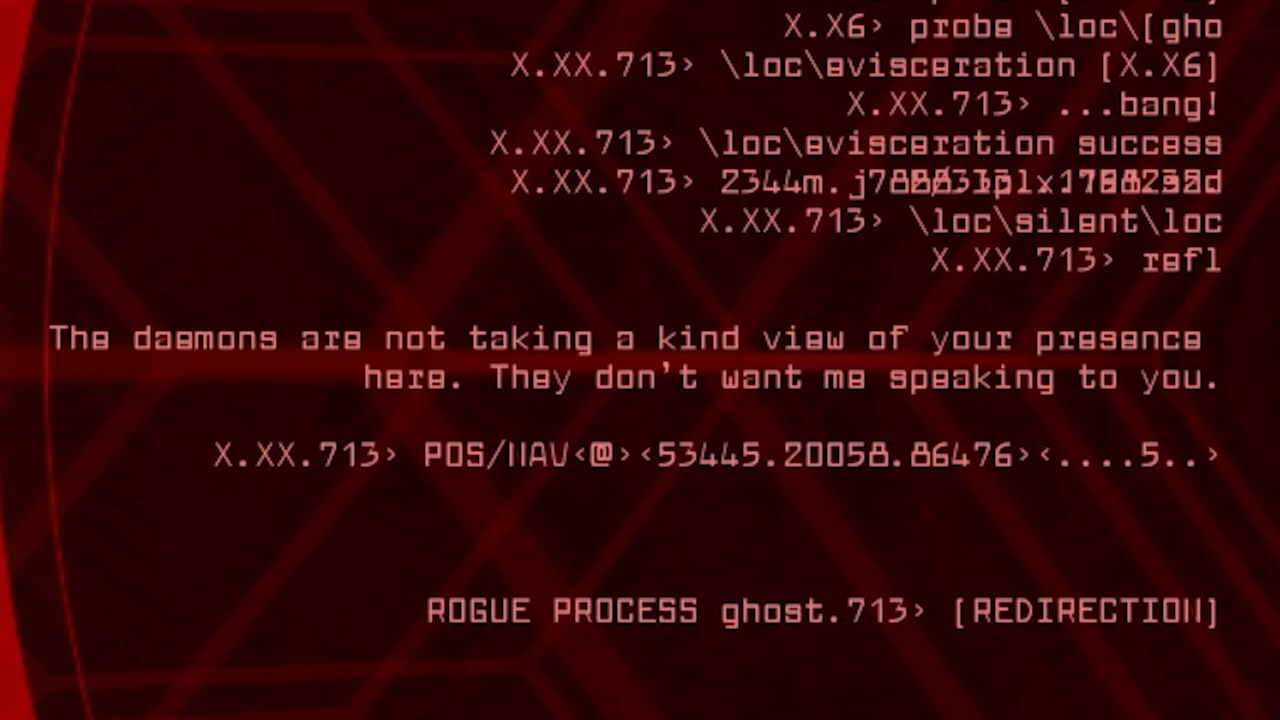 X.X6> probe \loc\[gho
X.XX.713> \loc\evisceration [X.X6]
X.XX.713> ...bang!
X.XX.713> \loc\evisceration success
X.XX.713> 2344m.
X.XX.713> \loc\silent\loc
X.XX.713> refl
The daemons are not taking a kind view of your presence
here. They don't want me speaking to you.
X.XX.713> POS/NAV<@><53445.20058.86476><....5..>
ROGUE PROCESS ghost.713> [REDIRECTION]